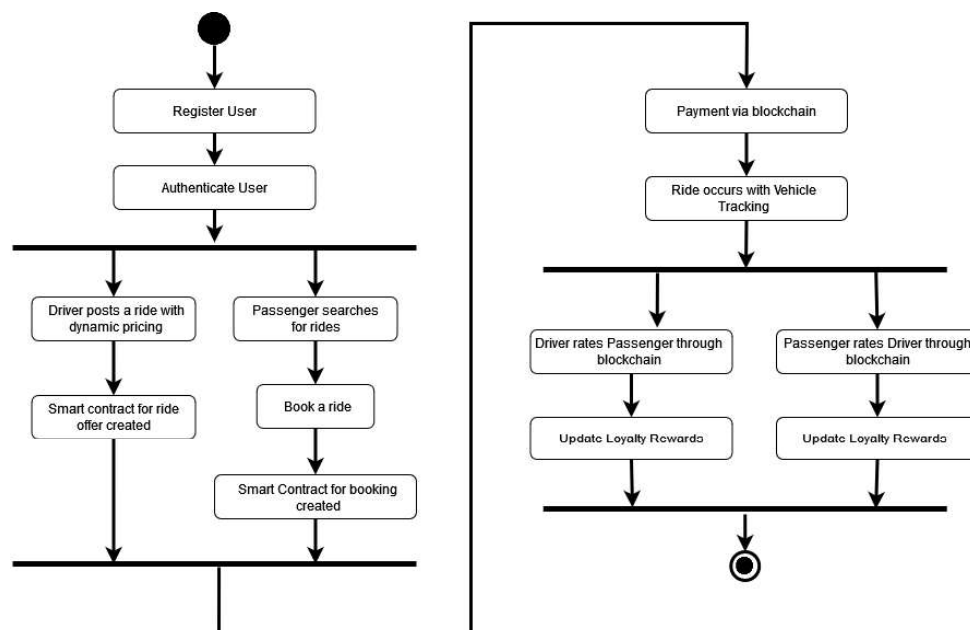 Register User
Authenticate User
Driver posts a ride with
dynamic pricing
Passenger searches
for rides
Smart contract for ride
offer created
Book a ride
Smart Contract for booking
created
Payment via blockchain
Ride occurs with Vehicle
Tracking
Driver rates Passenger through
blockchain
Passenger rates Driver through
blockchain
Update Loyalty Rewards
Update Loyalty Rewards